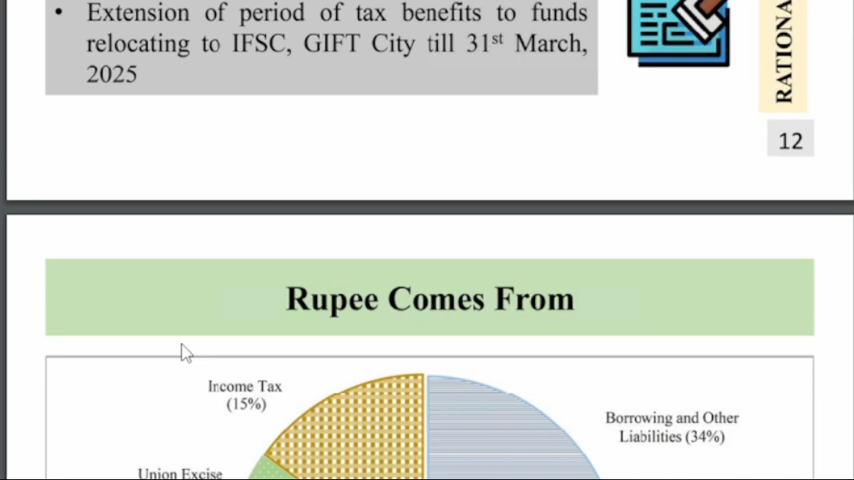 • Extension of period of tax benefits to funds
relocating to IFSC, GIFT City till 31st March,
2025
RATIONA
12
Rupee Comes From
Income Tax
(15%)
Borrowing and Other
Liabilities (34%)
Union Excise